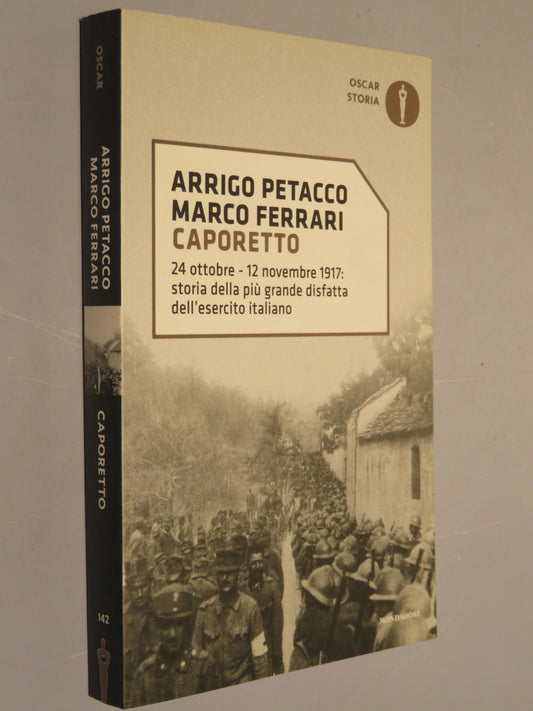 OSCAR
ARRIGO PETACCO
MARCO FERRARI
CAPORETTO
142
OSCAR
STORIA
ARRIGO PETACCO
MARCO FERRARI
CAPORETTO
24 ottobre - 12 novembre 1917:
storia della più grande disfatta
dell'esercito italiano
MONDADORI